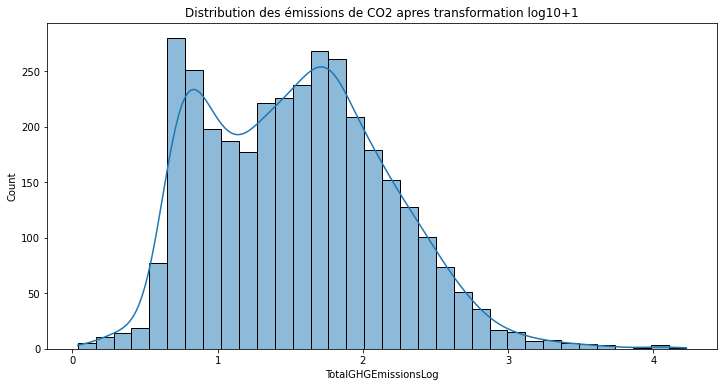 Distribution des émissions de CO2 apres transformation log10+1
250
200
150
100
50
0
Count
0 1 2 3 4
TotalGHGEmissionsLog